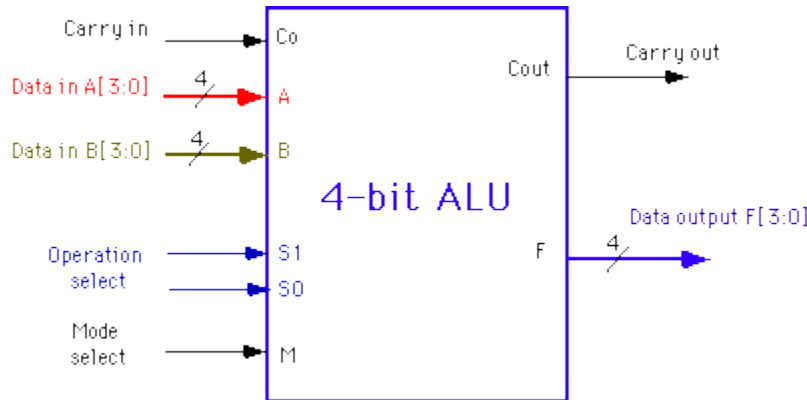 Carry in
Co
Cout
Carry out
Data in A[3:0]
4
A
Data in B[3:0]
4
B
4-bit ALU
Data output F[3:0]
4
F
Operation
select
S1
S0
Mode
select
M